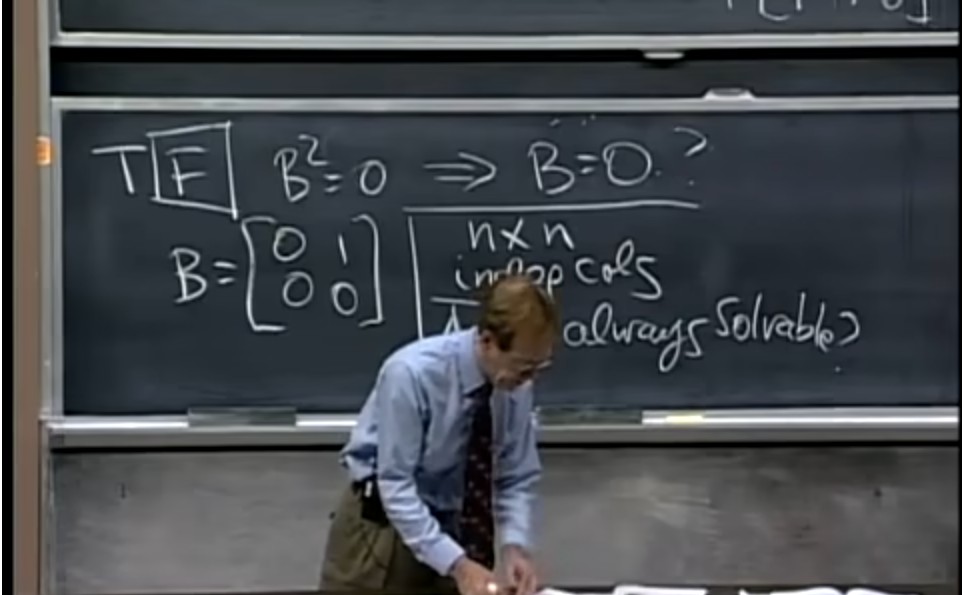 T F B²=0 ⇒ B=0.?
B=[0 1
0 0]
n×n
indep cols
always solvable?